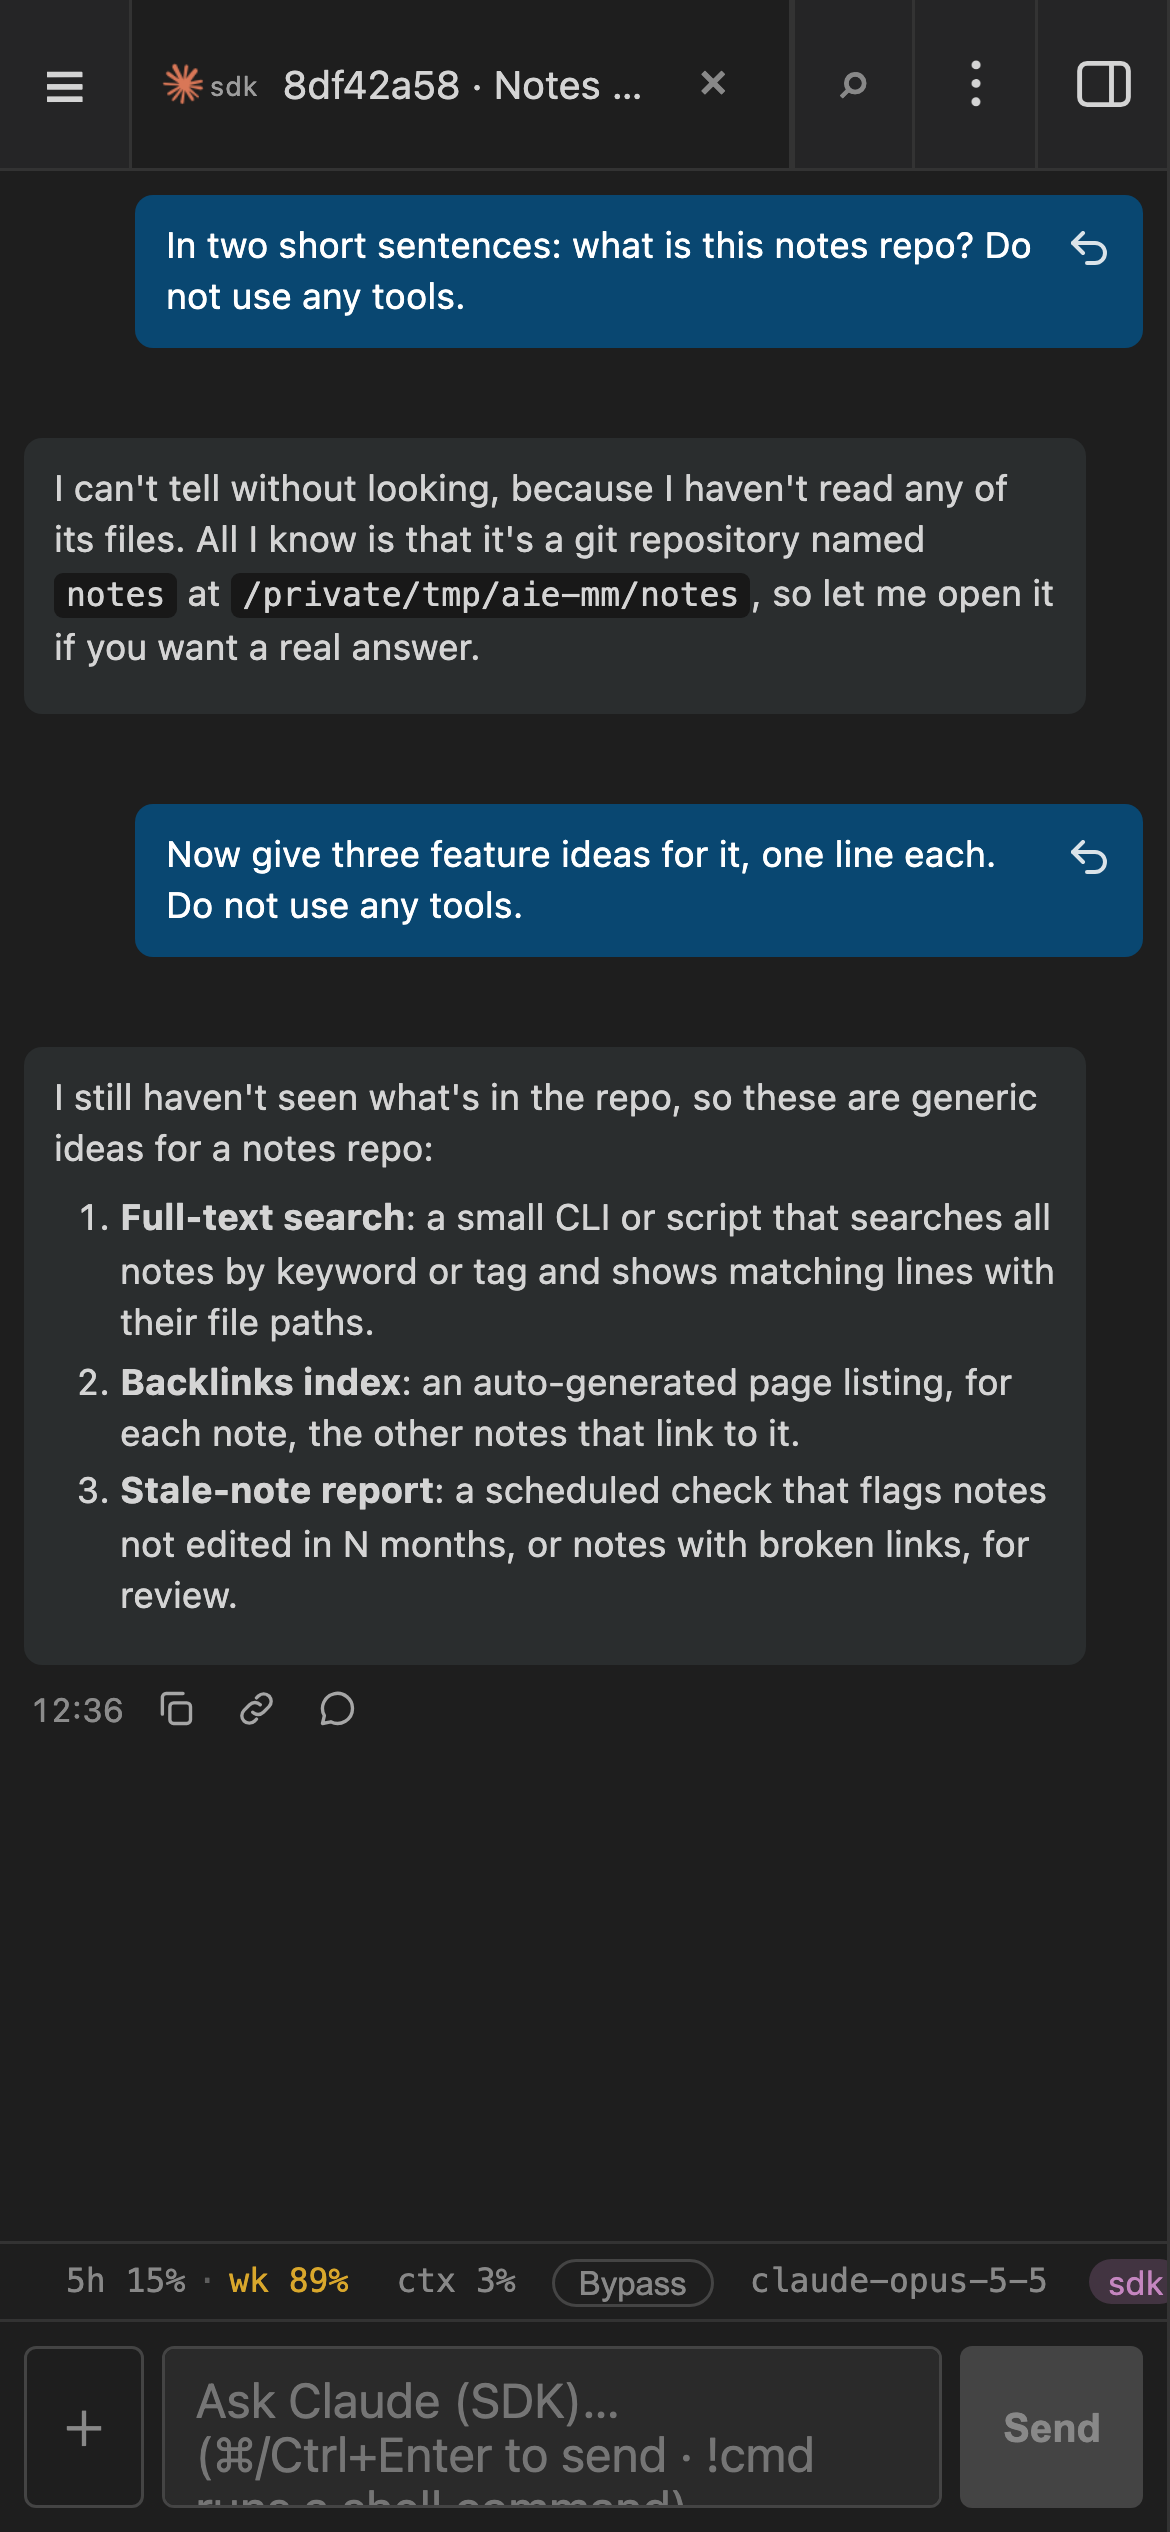 sdk 8df42a58 · Notes ...
In two short sentences: what is this notes repo? Do
not use any tools.
I can't tell without looking, because I haven't read any of
its files. All I know is that it's a git repository named
notes at /private/tmp/aie-mm/notes, so let me open it
if you want a real answer.
Now give three feature ideas for it, one line each.
Do not use any tools.
I still haven't seen what's in the repo, so these are generic
ideas for a notes repo:
1. Full-text search: a small CLI or script that searches all
notes by keyword or tag and shows matching lines with
their file paths.
2. Backlinks index: an auto-generated page listing, for
each note, the other notes that link to it.
3. Stale-note report: a scheduled check that flags notes
not edited in N months, or notes with broken links, for
review.
12:36
5h 15% · wk 89% ctx 3% Bypass claude-opus-5-5 sdk
Ask Claude (SDK)...
(⌘/Ctrl+Enter to send · !cmd
runs a shell command)
Send